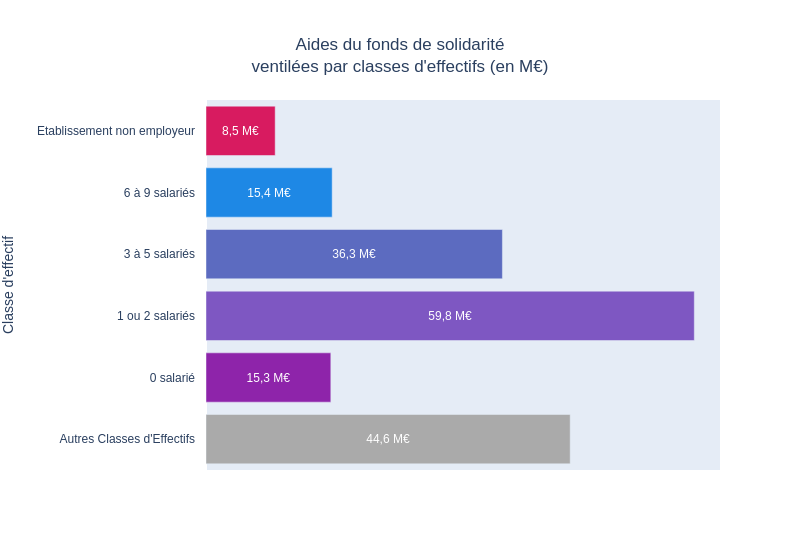 Aides du fonds de solidarité
ventilées par classes d'effectifs (en M€)
Classe d'effectif
Etablissement non employeur
8,5 M€
6 à 9 salariés
15,4 M€
3 à 5 salariés
36,3 M€
1 ou 2 salariés
59,8 M€
0 salarié
15,3 M€
Autres Classes d'Effectifs
44,6 M€